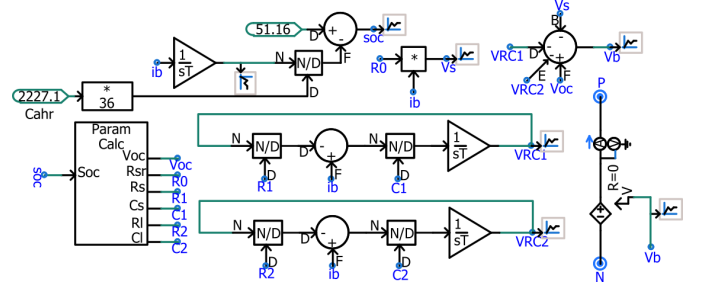 51.16
D
+
-
F
soc
ib
1
sT
N
N/D
D
R0
*
ib
Vs
Vs
B
-
VRC1
D
-
+
Vb
E
F
VRC2
Voc
2227.1
*
36
Cahr
Param
Calc
Soc
soc
Voc
Voc
Rsr
R0
Rs
R1
Cs
C1
Rl
R2
Cl
C2
N
N/D
D
R1
D
-
+
F
ib
N
N/D
D
C1
1
sT
VRC1
N
N/D
D
R2
D
-
+
F
ib
N
N/D
D
C2
1
sT
VRC2
P
R=0
V
Vb
N